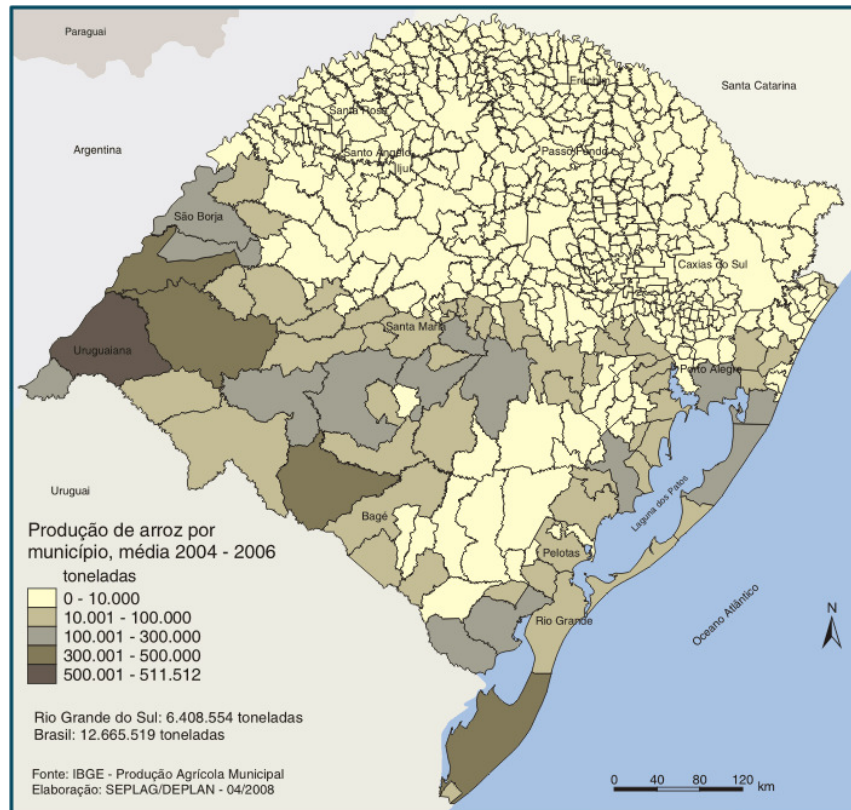 Paraguai
Santa Catarina
Erechim
Santa Rosa
Argentina
Santo Angelo
Passo Fundo
Ijuí
São Borja
Caxias do Sul
Santa Maria
Uruguaiana
Porto Alegre
Uruguai
Laguna dos Patos
Bagé
Produção de arroz por
município, média 2004 - 2006
toneladas
0 - 10.000
10.001 - 100.000
100.001 - 300.000
300.001 - 500.000
500.001 - 511.512
Pelotas
Oceano Atlântico
N
Rio Grande
Rio Grande do Sul: 6.408.554 toneladas
Brasil: 12.665.519 toneladas
Fonte: IBGE - Produção Agrícola Municipal
Elaboração: SEPLAG/DEPLAN - 04/2008
0 40 80 120
km